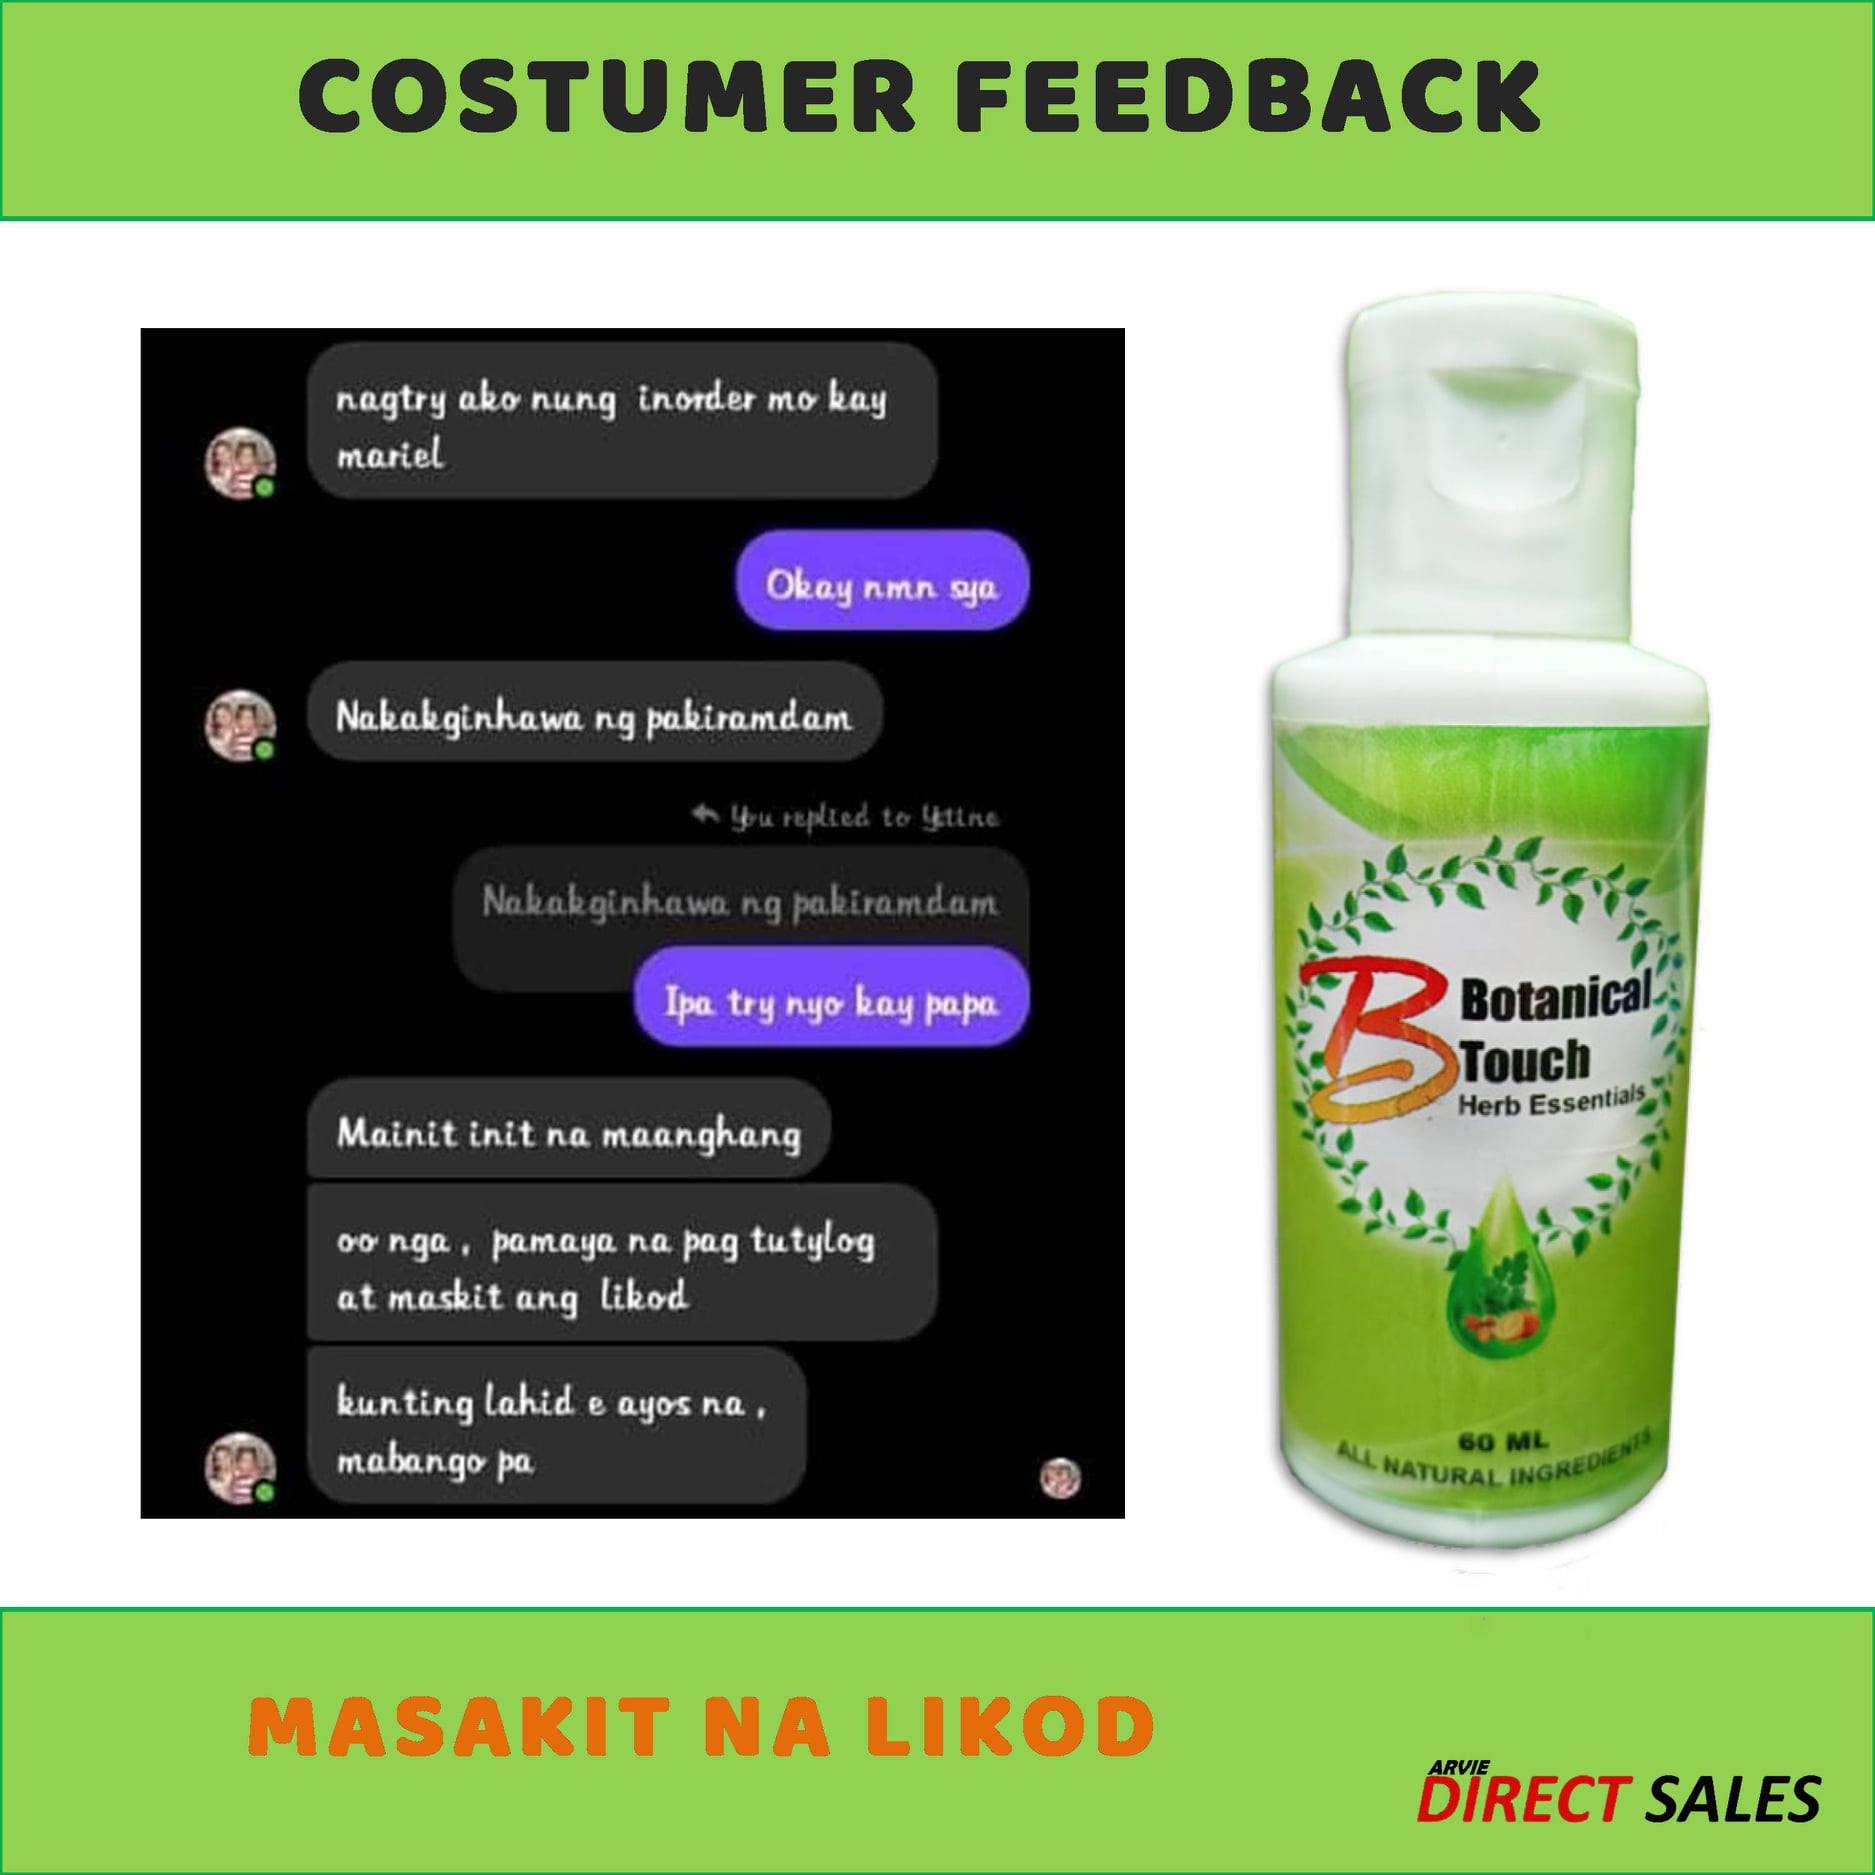 COSTUMER FEEDBACK
nagtry ako nung inorder mo kay
mariel
Okay nmn sya
Nakakginhawa ng pakiramdam
You replied to Ystine
Nakakginhawa ng pakiramdam
Ipa try nyo kay papa
Mainit init na maanghang
oo nga , pamaya na pag tutylog
at maskit ang likod
kunting lahid e ayos na ,
mabango pa
B
Botanical
Touch
Herb Essentials
60 ML
ALL NATURAL INGREDIENTS
MASAKIT NA LIKOD
ARVIE
DIRECT SALES